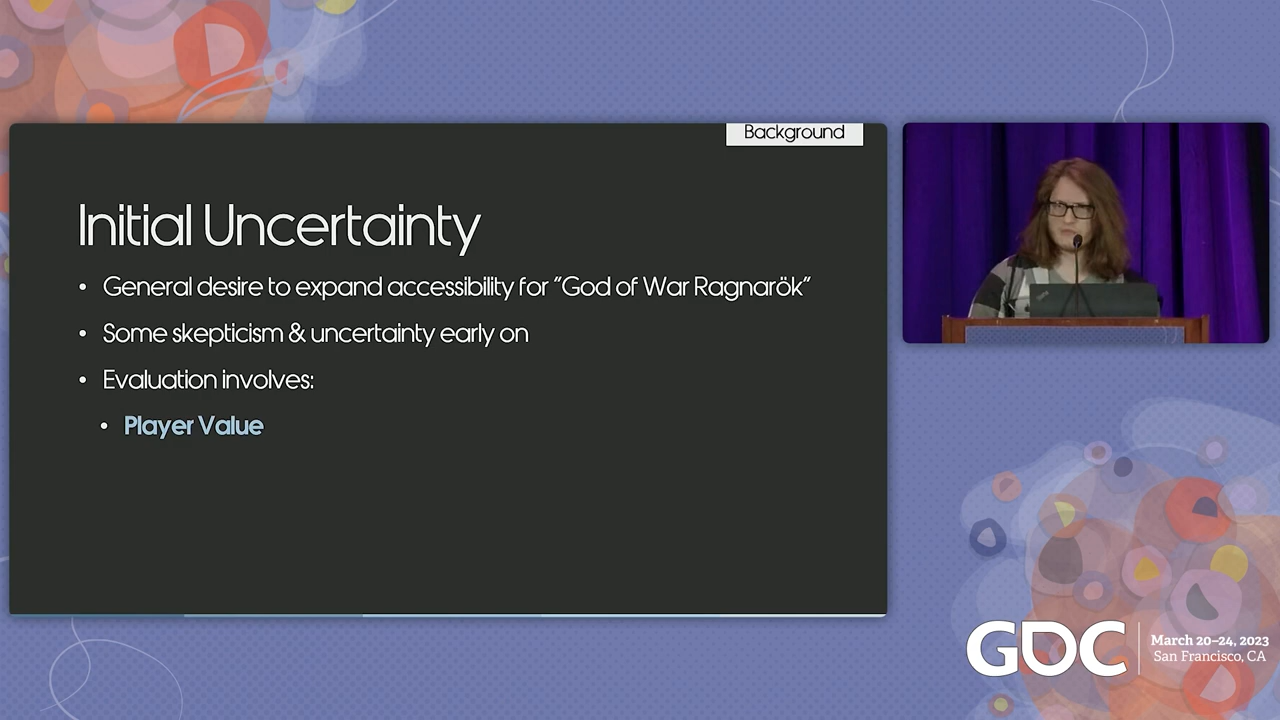 Background
Initial Uncertainty
• General desire to expand accessibility for “God of War Ragnarök”
• Some skepticism & uncertainty early on
• Evaluation involves:
• Player Value
GDC
March 20–24, 2023
San Francisco, CA